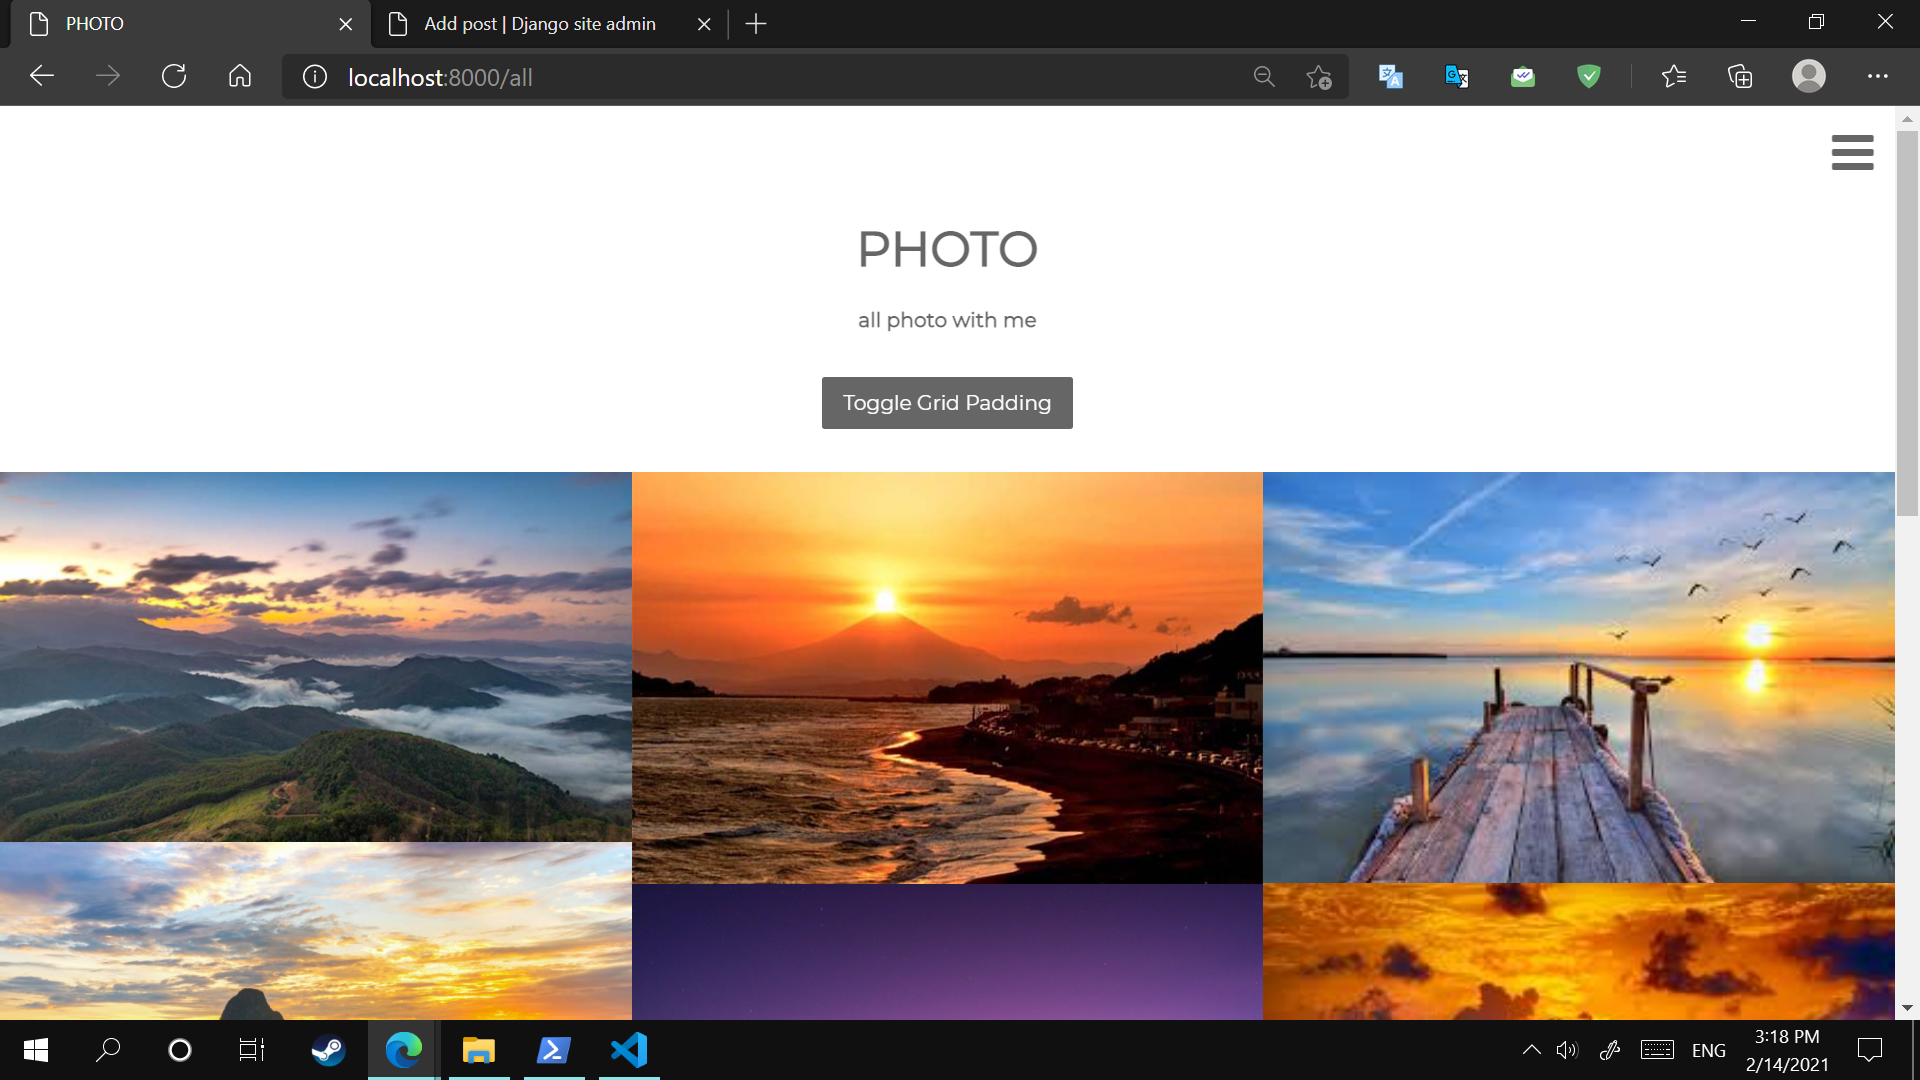 PHOTO
Add post | Django site admin
localhost:8000/all
PHOTO
all photo with me
Toggle Grid Padding
ENG
3:18 PM
2/14/2021